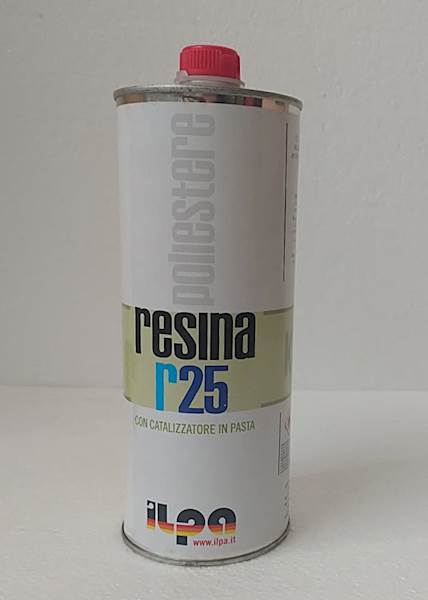 poliestere
resina
r25
CON CATALIZZATORE IN PASTA
ilpa
www.ilpa.it